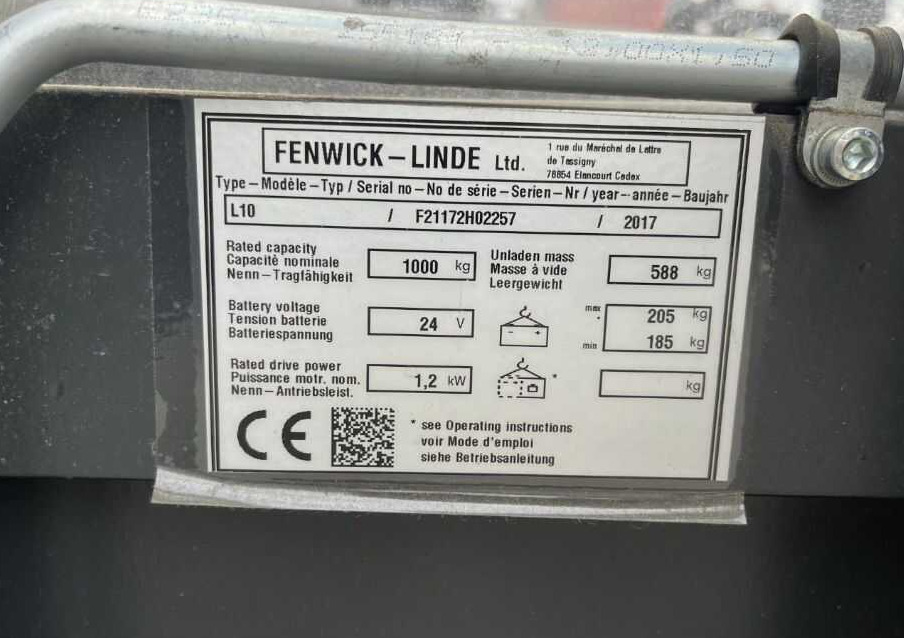 18,00X1,50
FENWICK-LINDE Ltd.
1 rue du Maréchal de Lattre
de Tassigny
78854 Elancourt Cedex
Type-Modèle-Typ / Serial no-No de série-Serien-Nr / year-année-Baujahr
L10 / F21172H02257 / 2017
Rated capacity
Capacité nominale
Nenn-Tragfähigkeit
1000 kg
Unladen mass
Masse à vide
Leergewicht
588 kg
Battery voltage
Tension batterie
Batteriespannung
24 V
max
*
205 kg
min
185 kg
Rated drive power
Puissance motr. nom.
Nenn-Antriebsleist.
1,2 kW
*
kg
CE
* see Operating instructions
voir Mode d'emploi
siehe Betriebsanleitung